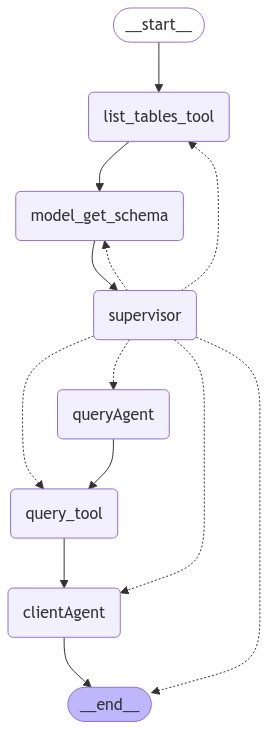 __start__
list_tables_tool
model_get_schema
supervisor
queryAgent
query_tool
clientAgent
__end__